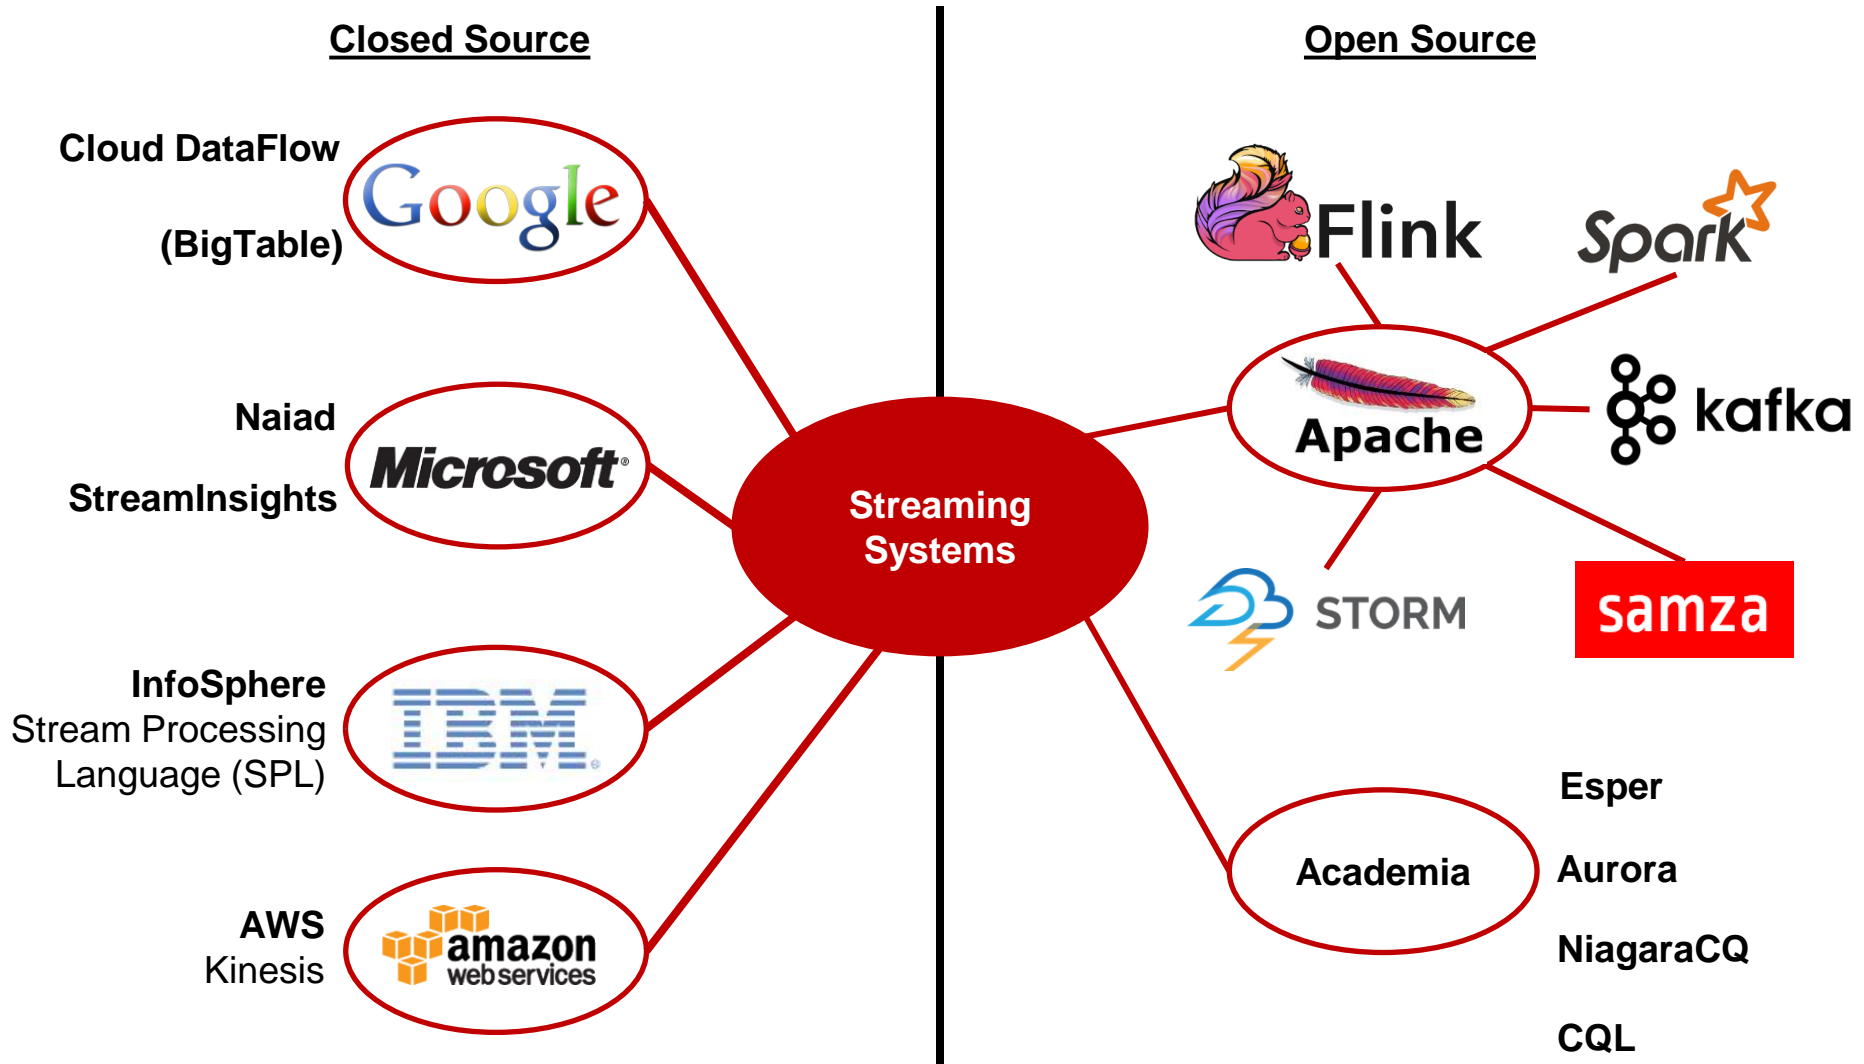 Closed Source
Open Source
Cloud DataFlow
(BigTable)
Google
Naiad
StreamInsights
Microsoft®
InfoSphere
Stream Processing
Language (SPL)
IBM®
AWS
Kinesis
amazon
webservices
Streaming
Systems
Flink
Spark
Apache
kafka
STORM
samza
Academia
Esper
Aurora
NiagaraCQ
CQL